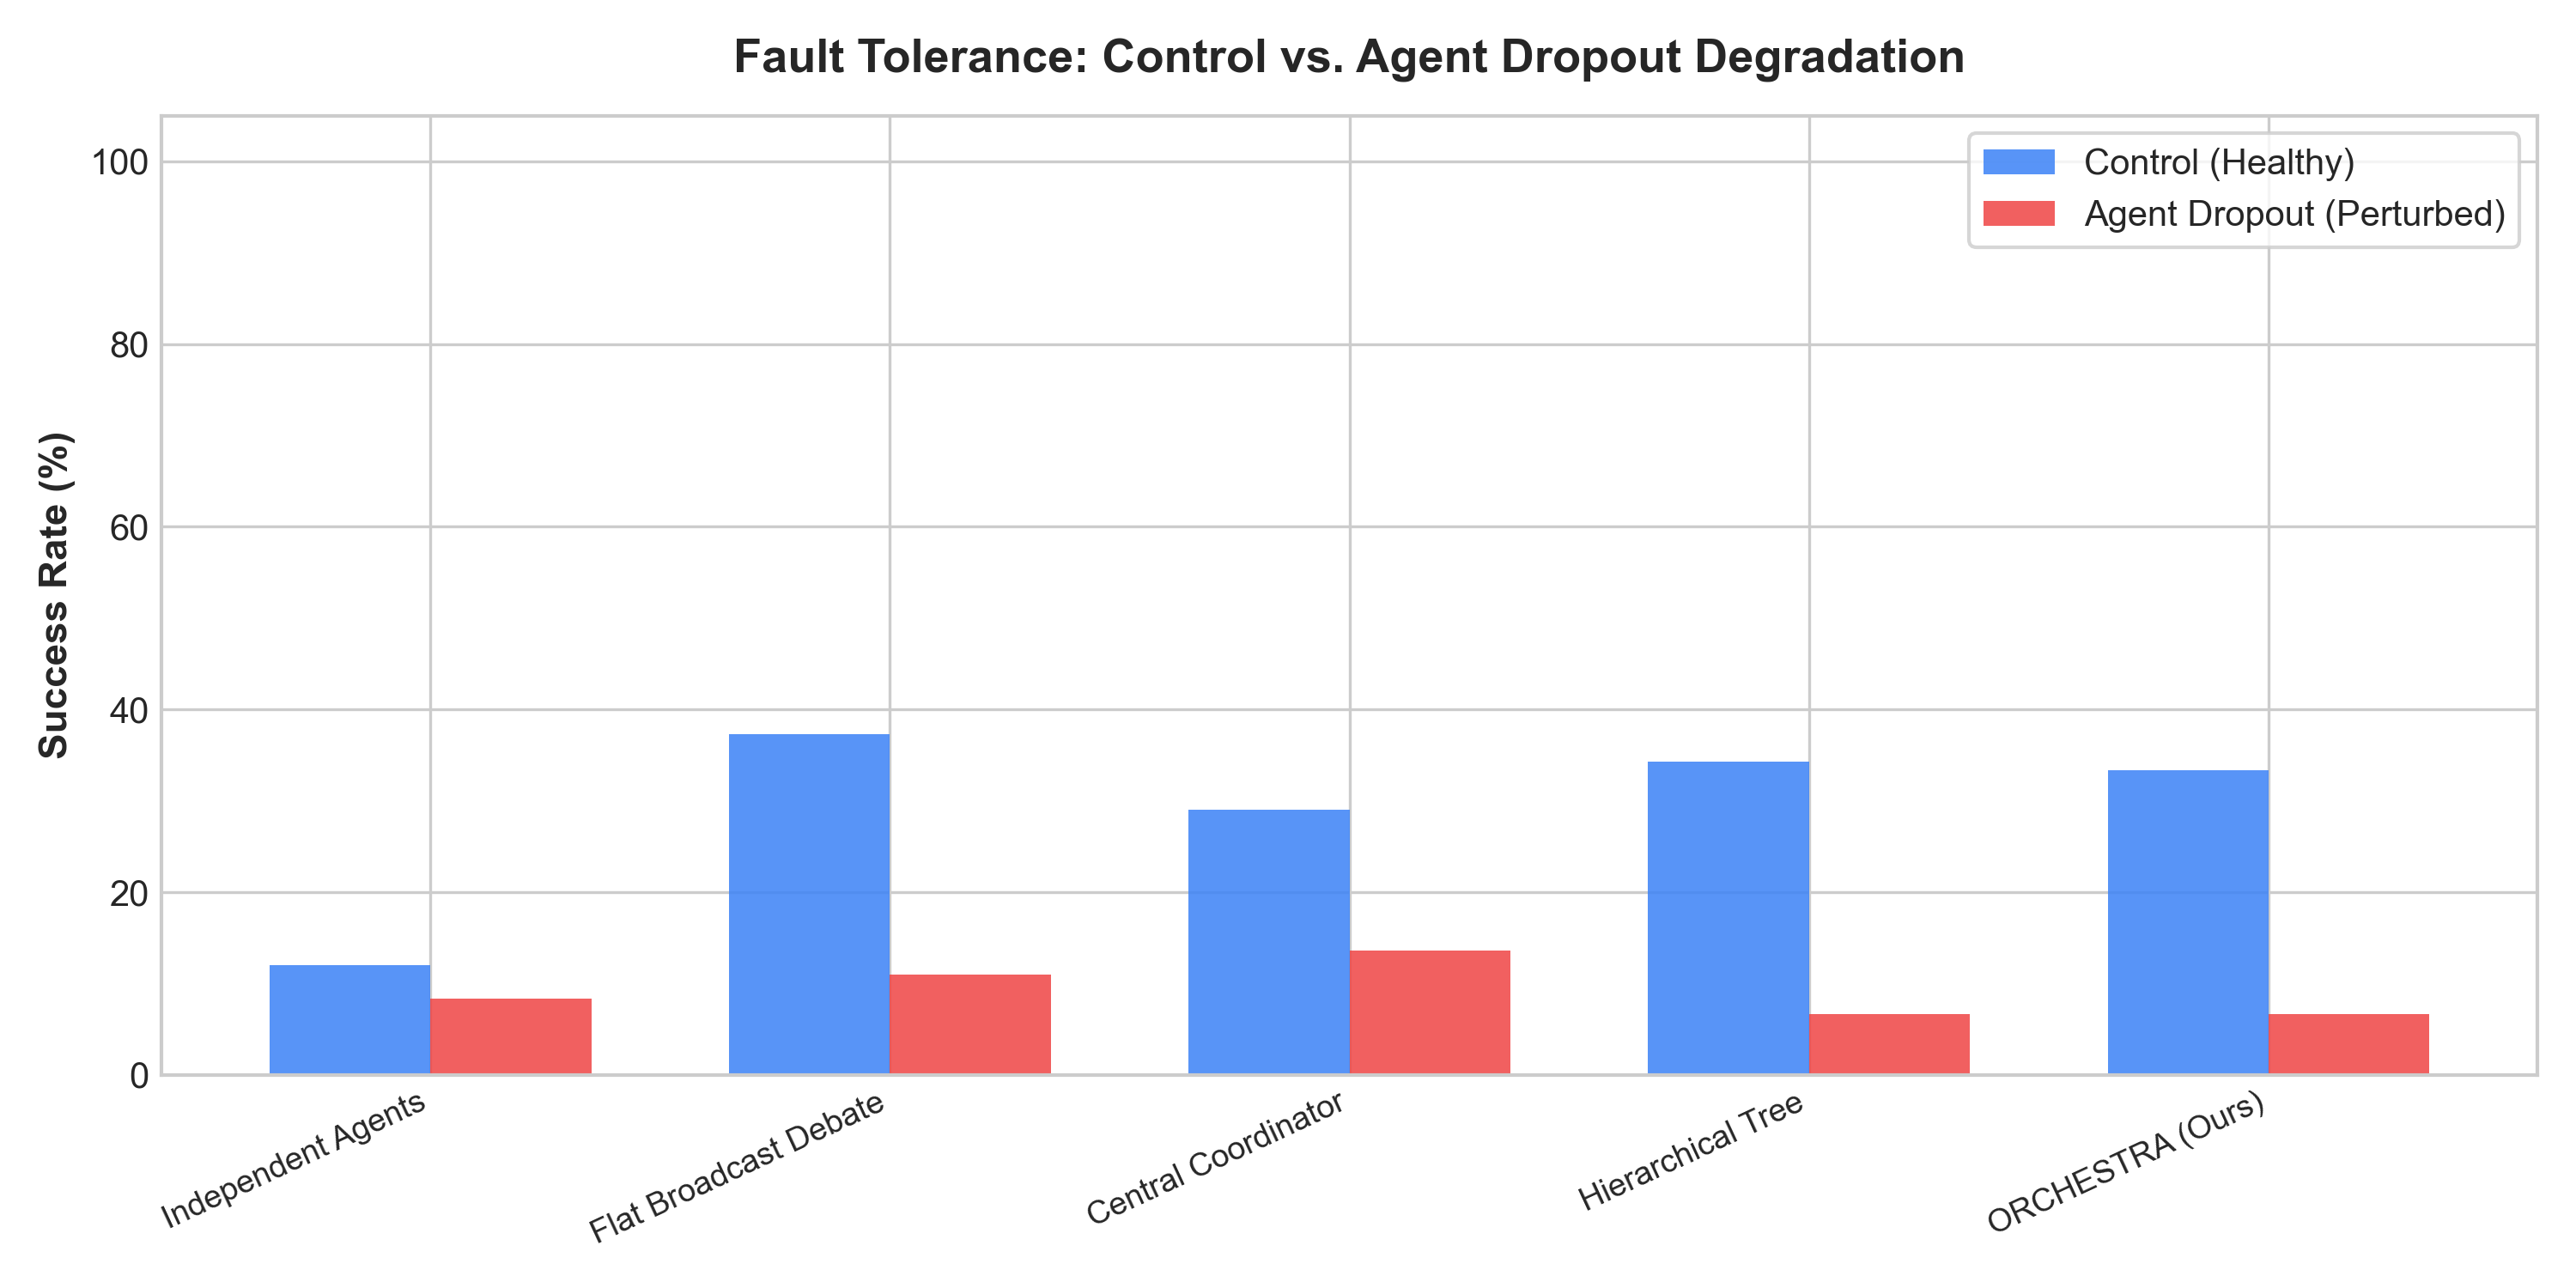 Fault Tolerance: Control vs. Agent Dropout Degradation
Control (Healthy)
Agent Dropout (Perturbed)
Success Rate (%)
100
80
60
40
20
0
Independent Agents
Flat Broadcast Debate
Central Coordinator
Hierarchical Tree
ORCHESTRA (Ours)